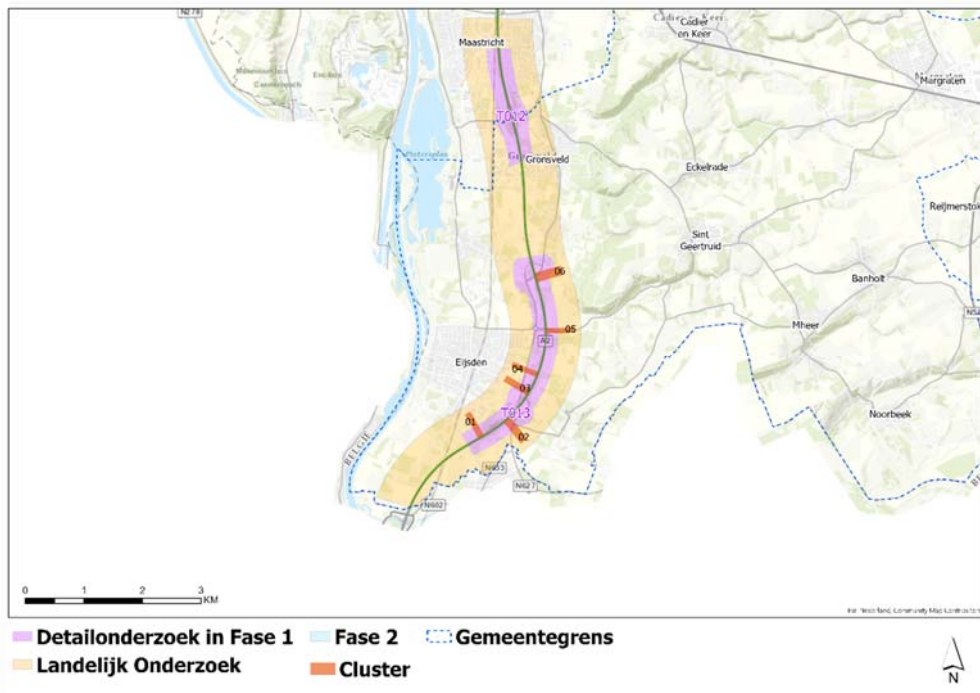 N278
Maastricht
Cadier
en Keer
Margraten
T012
Gronsveld
Eckelrade
Reijmerstok
Sint
Geertruid
06
Banholt
05
A2
Mheer
Eijsden
04
03
T013
Noorbeek
01
02
BELGIË
N627
N602
0 1 2 3
KM
Detailonderzoek in Fase 1 Fase 2 Gemeentegrens
Landelijk Onderzoek Cluster
N